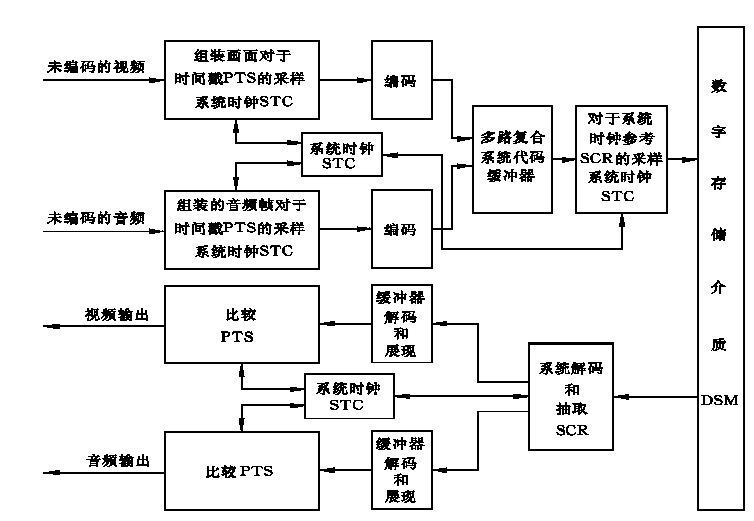 未编码的视频
组装画面对于
时间戳PTS的采样
系统时钟STC
编码
系统时钟
STC
多路复合
系统代码
缓冲器
对于系统
时钟参考
SCR的采样
系统时钟
STC
未编码的音频
组装的音频帧对于
时间戳PTS的采样
系统时钟STC
编码
视频输出
比较
PTS
缓冲器
解码
和
展现
系统时钟
STC
系统解码
和
抽取
SCR
音频输出
比较PTS
缓冲器
解码
和
展现
数
字
存
储
介
质
DSM